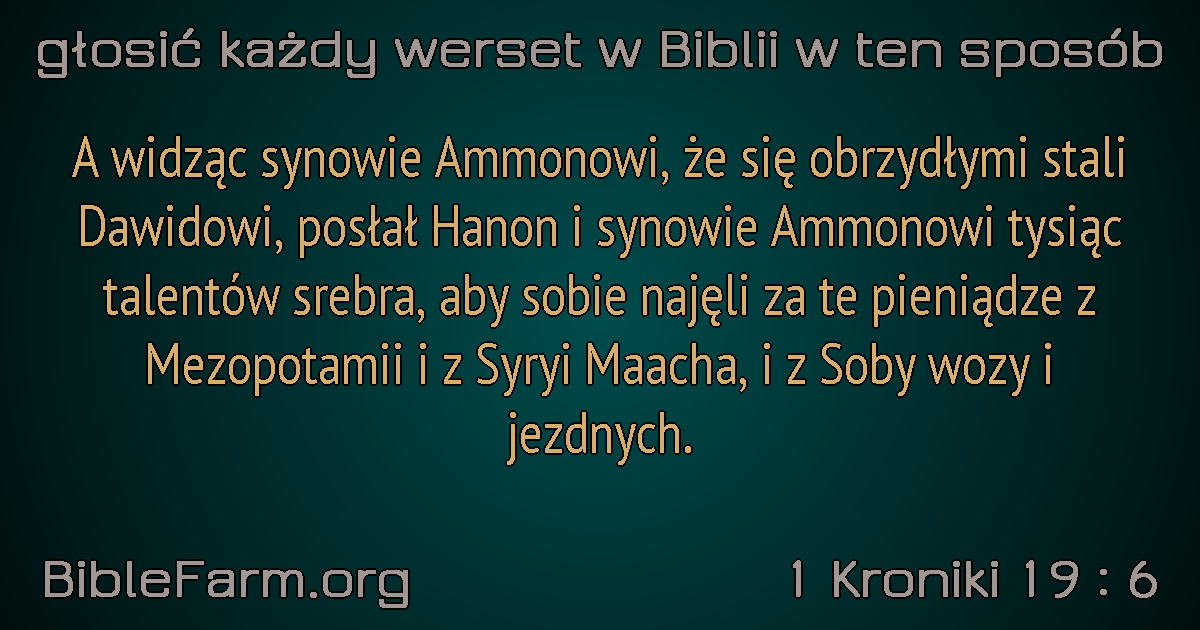 głosić każdy werset w Biblii w ten sposób
A widząc synowie Ammonowi, że się obrzydłymi stali
Dawidowi, posłał Hanon i synowie Ammonowi tysiąc
talentów srebra, aby sobie najęli za te pieniądze z
Mezopotamii i z Syryi Maacha, i z Soby wozy i
jezdnych.
BibleFarm.org
1 Kroniki 19 : 6